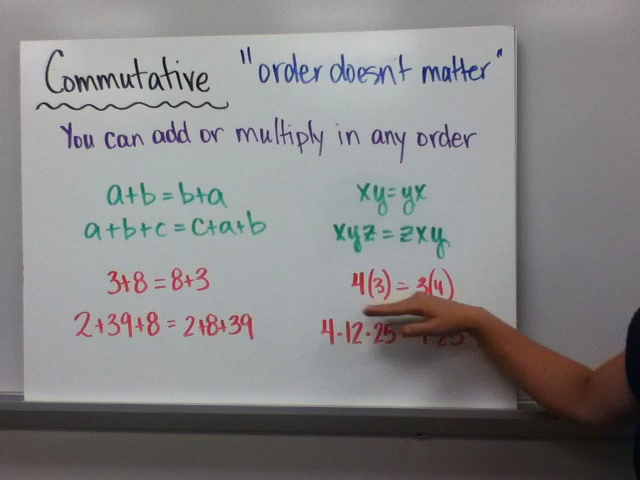 Commutative "order doesn't matter"
You can add or multiply in any order
a+b=b+a
a+b+c=c+a+b
3+8=8+3
2+39+8=2+8+39
xy=yx
xyz=zxy
4(3)=3(4)
4·12·25